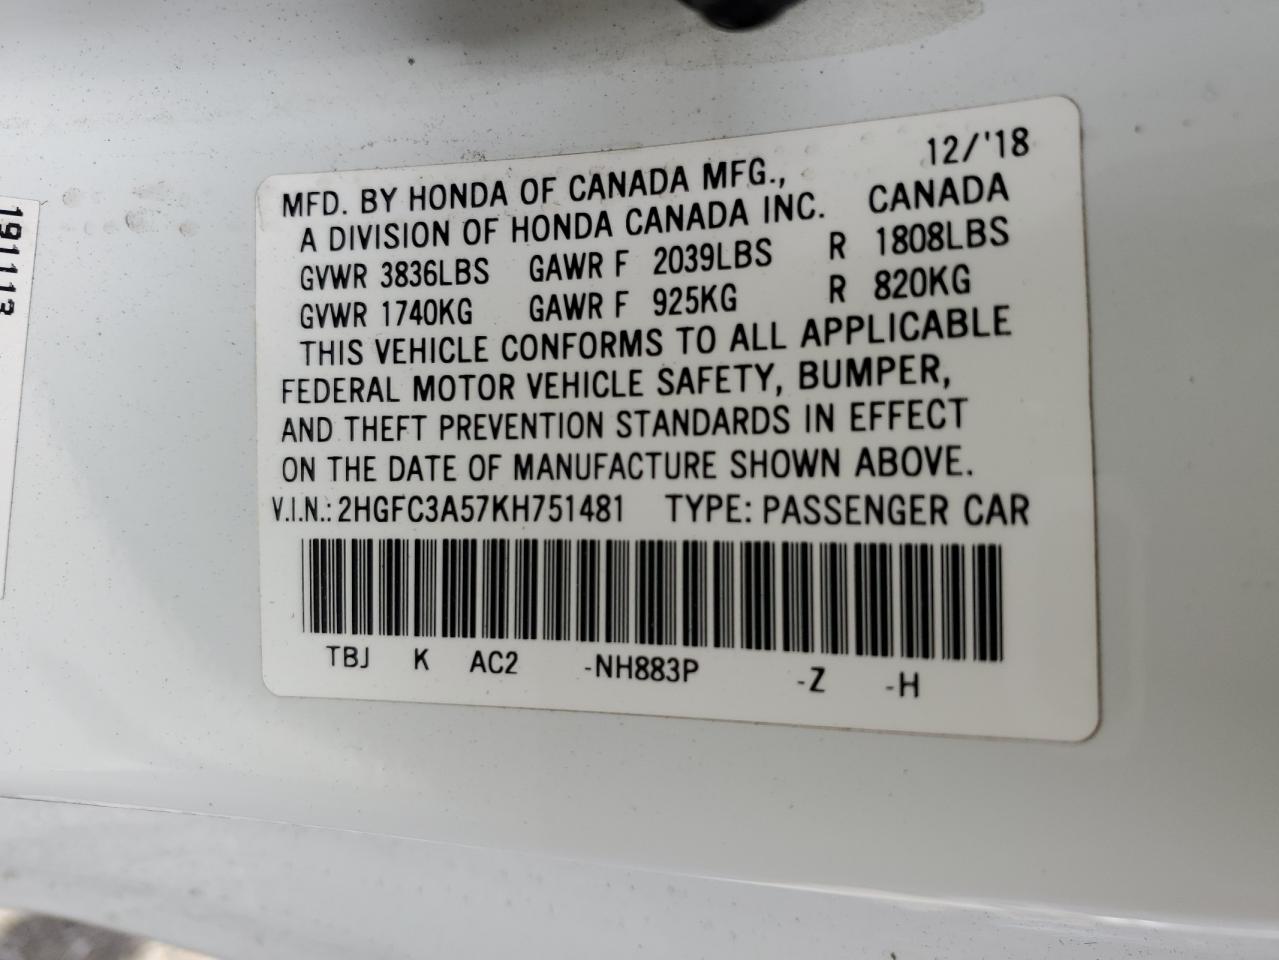 12/'18
MFD. BY HONDA OF CANADA MFG.,
A DIVISION OF HONDA CANADA INC. CANADA
GVWR 3836LBS GAWR F 2039LBS R 1808LBS
GVWR 1740KG GAWR F 925KG R 820KG
THIS VEHICLE CONFORMS TO ALL APPLICABLE
FEDERAL MOTOR VEHICLE SAFETY, BUMPER,
AND THEFT PREVENTION STANDARDS IN EFFECT
ON THE DATE OF MANUFACTURE SHOWN ABOVE.
V.I.N.: 2HGFC3A57KH751481 TYPE: PASSENGER CAR
TBJ K AC2 -NH883P -Z -H